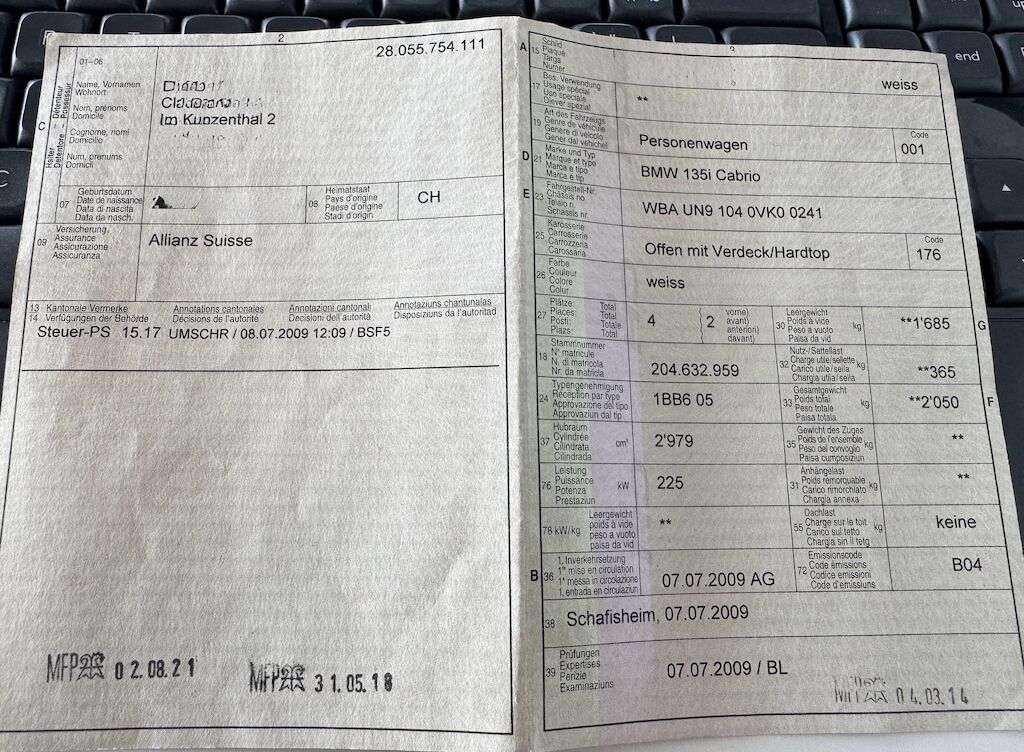 2
28.055.754.111
01-06
C
Halter Détenteur
Detentore Possessur
Name, Vornamen
Wohnort
Nom, prénoms
Domicile
Cognome, nomi
Domicilio
Num, prenums
Domicil
Im Kunzenthal 2
07
Geburtsdatum
Date de naissance
Data di nascita
Data da nasch.
08
Heimatstaat
Pays d'origine
Paese d'origine
Stadi d'origin
CH
09
Versicherung
Assurance
Assicurazione
Assicuranza
Allianz Suisse
13 Kantonale Vermerke Annotations cantonales Annotazioni cantonali Annotaziuns chantunalas
14 Verfügungen der Behörde Décisions de l'autorité Decisioni dell'autorità Disposiziuns da l'autoritad
Steuer-PS 15.17 UMSCHR / 08.07.2009 12:09 / BSF5
MFP 02.08.21
MFP 31.05.18
3
A 15
Schild
Plaque
Targa
Numer
weiss
17
Bes. Verwendung
Usage spécial
Uso speciale
Diever spezial
**
19
Art des Fahrzeugs
Genre de véhicule
Genere di veicolo
Gener dal vehichel
Personenwagen
Code
001
D 21
Marke und Typ
Marque et type
Marca e tipo
Marca e tip
BMW 135i Cabrio
E 23
Fahrgestell-Nr.
Châssis no.
Telaio n.
Schassis nr.
WBA UN9 104 0VK0 0241
25
Karosserie
Carrosserie
Carrozzeria
Carossaria
Offen mit Verdeck/Hardtop
Code
176
26
Farbe
Couleur
Colore
Colur
weiss
27
Plätze: Total
Places: Total
Posti: Totale
Plazs: Total
4
2
vorne)
avant)
anteriori)
davant)
30
Leergewicht
Poids à vide
Peso a vuoto
Paisa da vid
kg
**1'685
G
18
Stammnummer
N° matricule
N. di matricola
Nr. da matricla
204.632.959
32
Nutz-/Sattellast
Charge utile/sellette
Carico utile/sella
Chargia utila/sella
kg
**365
24
Typengenehmigung
Réception par type
Approvazione del tipo
Approvaziun dal tip
1BB6 05
33
Gesamtgewicht
Poids total
Peso totale
Paisa totala
kg
**2'050
F
37
Hubraum
Cylindrée
Cilindrata
Cilindrada
cm³
2'979
35
Gewicht des Zuges
Poids de l'ensemble
Peso del convoglio
Paisa cumposiziun
kg
**
76
Leistung
Puissance
Potenza
Prestaziun
kW
225
31
Anhängelast
Poids remorquable
Carico rimorchiato
Chargia annexa
kg
**
78 kW/kg
Leergewicht
poids à vide
peso a vuoto
paisa da vid
**
55
Dachlast
Charge sur le toit
Carico sul tetto
Chargia sin il tetg
kg
keine
B 36
1. Inverkehrsetzung
1re mise en circulation
1a messa in circolazione
1. entrada en circulaziun
07.07.2009 AG
72
Emissionscode
Code émissions
Codice emissioni
Code d'emissiuns
B04
38
Schafisheim, 07.07.2009
39
Prüfungen
Expertises
Perizie
Examinaziuns
07.07.2009 / BL
MFP 04.03.14
end